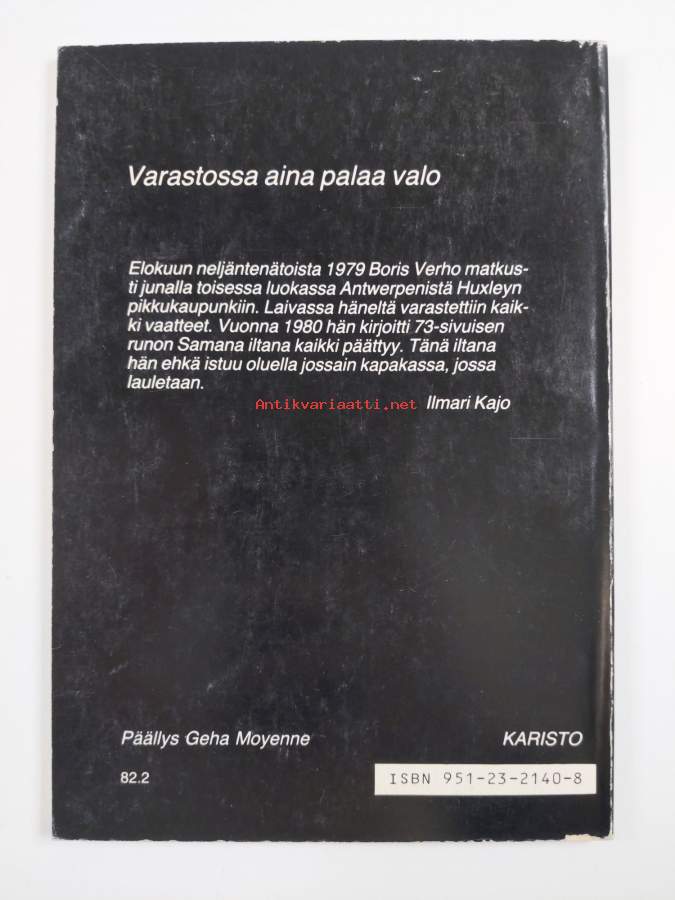 Varastossa aina palaa valo
Elokuun neljäntenätoista 1979 Boris Verho matkus-
ti junalla toisessa luokassa Antwerpenistä Huxleyn
pikkukaupunkiin. Laivassa häneltä varastettiin kaik-
ki vaatteet. Vuonna 1980 hän kirjoitti 73-sivuisen
runon Samana iltana kaikki päättyy. Tänä iltana
hän ehkä istuu oluella jossain kapakassa, jossa
lauletaan.
Antikvariaatti.net
Ilmari Kajo
Päällys Geha Moyenne
KARISTO
82.2
ISBN 951-23-2140-8